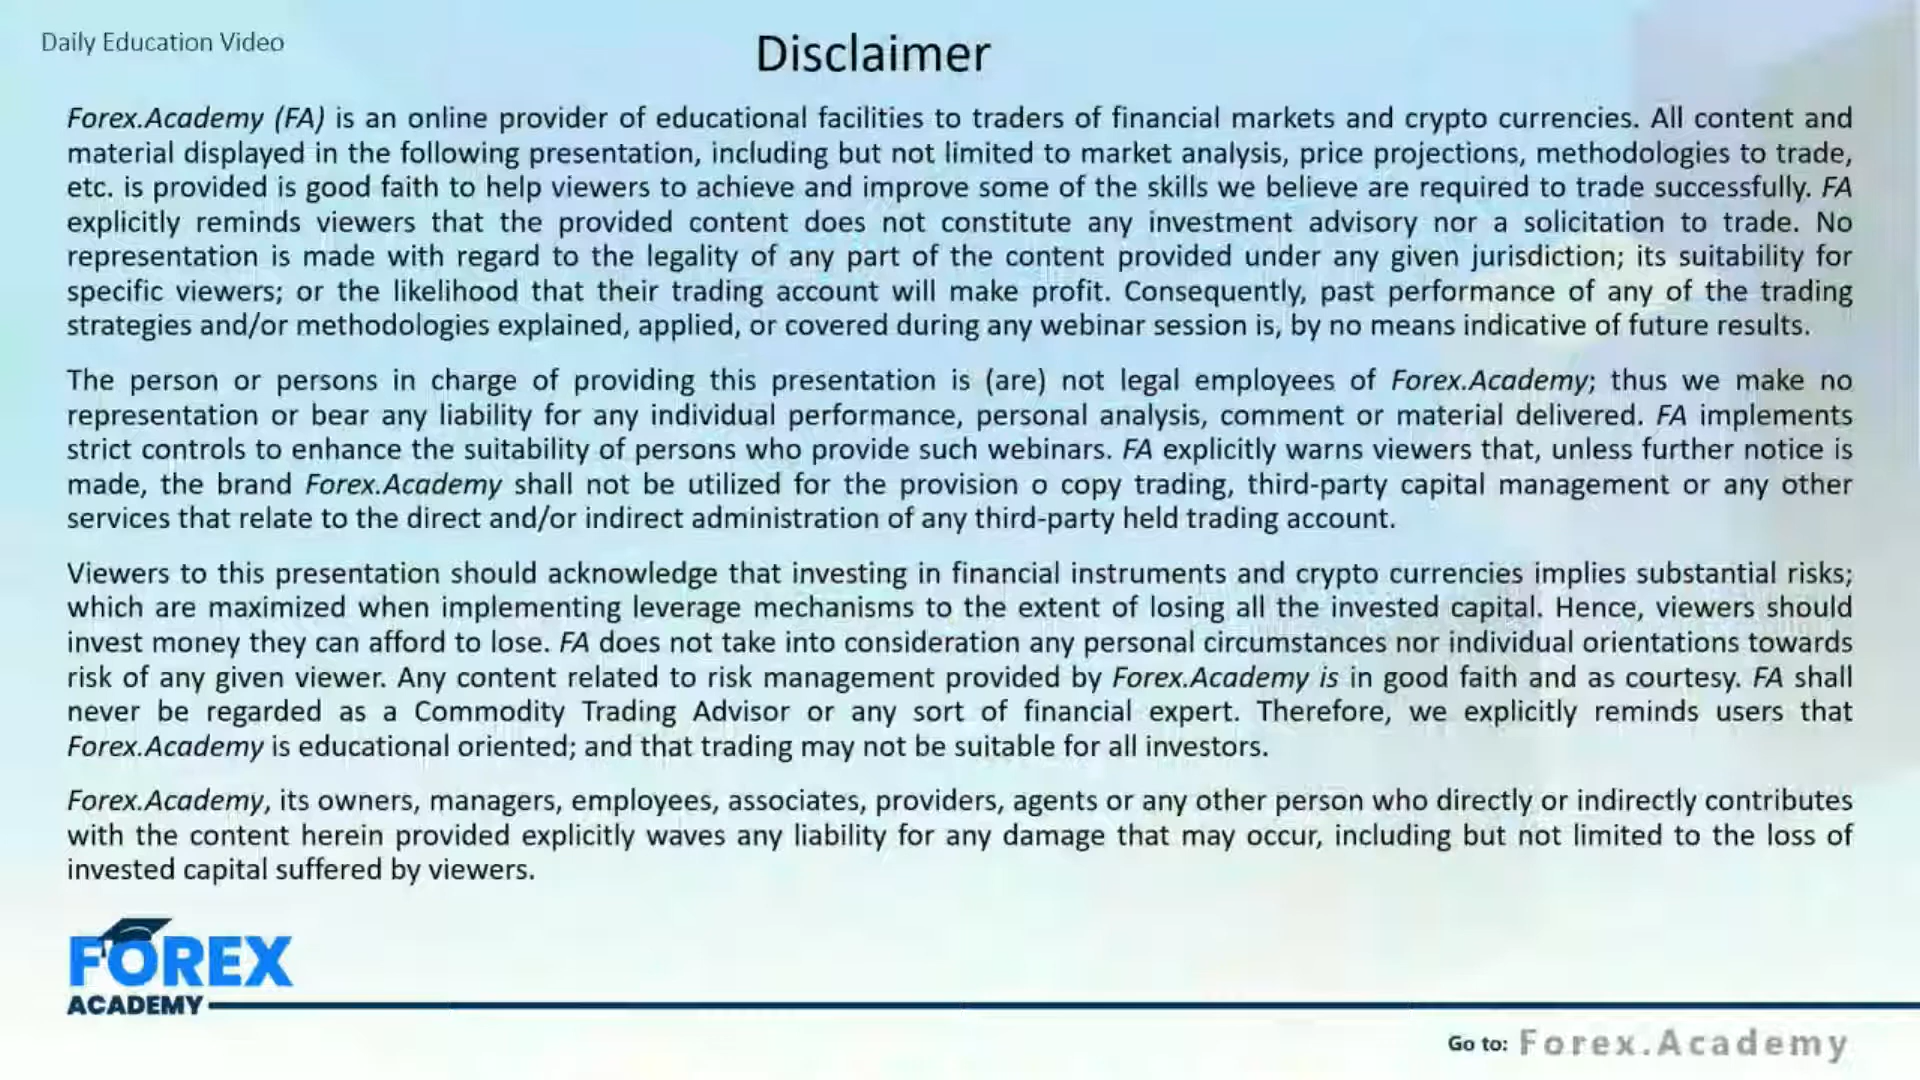 Daily Education Video
Disclaimer
Forex.Academy (FA) is an online provider of educational facilities to traders of financial markets and crypto currencies. All content and
material displayed in the following presentation, including but not limited to market analysis, price projections, methodologies to trade,
etc. is provided is good faith to help viewers to achieve and improve some of the skills we believe are required to trade successfully. FA
explicitly reminds viewers that the provided content does not constitute any investment advisory nor a solicitation to trade. No
representation is made with regard to the legality of any part of the content provided under any given jurisdiction; its suitability for
specific viewers; or the likelihood that their trading account will make profit. Consequently, past performance of any of the trading
strategies and/or methodologies explained, applied, or covered during any webinar session is, by no means indicative of future results.
The person or persons in charge of providing this presentation is (are) not legal employees of Forex.Academy; thus we make no
representation or bear any liability for any individual performance, personal analysis, comment or material delivered. FA implements
strict controls to enhance the suitability of persons who provide such webinars. FA explicitly warns viewers that, unless further notice is
made, the brand Forex.Academy shall not be utilized for the provision o copy trading, third-party capital management or any other
services that relate to the direct and/or indirect administration of any third-party held trading account.
Viewers to this presentation should acknowledge that investing in financial instruments and crypto currencies implies substantial risks;
which are maximized when implementing leverage mechanisms to the extent of losing all the invested capital. Hence, viewers should
invest money they can afford to lose. FA does not take into consideration any personal circumstances nor individual orientations towards
risk of any given viewer. Any content related to risk management provided by Forex.Academy is in good faith and as courtesy. FA shall
never be regarded as a Commodity Trading Advisor or any sort of financial expert. Therefore, we explicitly reminds users that
Forex.Academy is educational oriented; and that trading may not be suitable for all investors.
Forex.Academy, its owners, managers, employees, associates, providers, agents or any other person who directly or indirectly contributes
with the content herein provided explicitly waves any liability for any damage that may occur, including but not limited to the loss of
invested capital suffered by viewers.
FOREX
ACADEMY
Go to: Forex.Academy